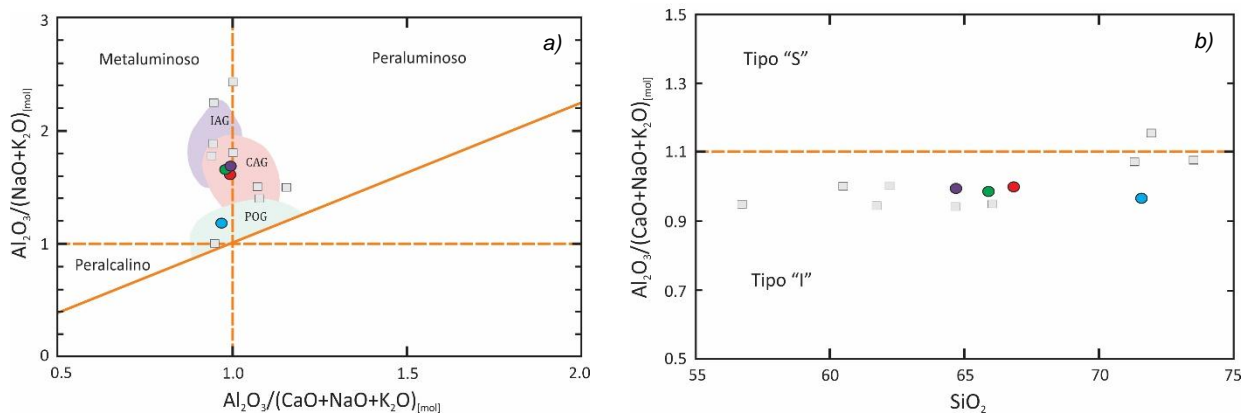 a)
3
2
1
0
Al₂O₃/(NaO+K₂O)[mol]
Metaluminoso
Peraluminoso
IAG
CAG
POG
Peralcalino
0.5
1.0
1.5
2.0
Al₂O₃/(CaO+NaO+K₂O)[mol]
b)
1.5
1.3
1.1
0.9
0.7
0.5
Al₂O₃/(CaO+NaO+K₂O)[mol]
Tipo “S”
Tipo “I”
55
60
65
70
75
SiO₂